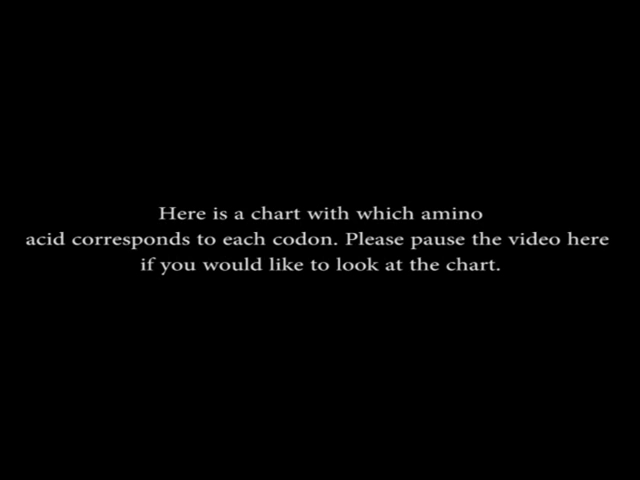 Here is a chart with which amino
acid corresponds to each codon. Please pause the video here
if you would like to look at the chart.